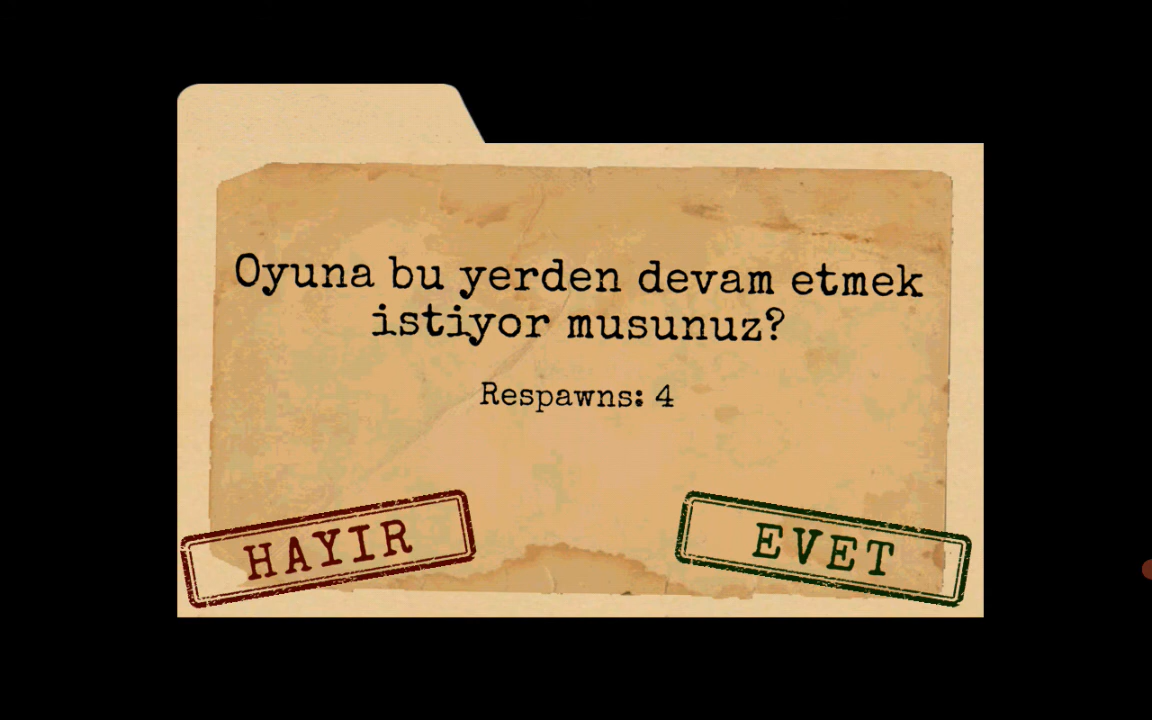 Oyuna bu yerden devam etmek
istiyor musunuz?
Respawns: 4
HAYIR
EVET